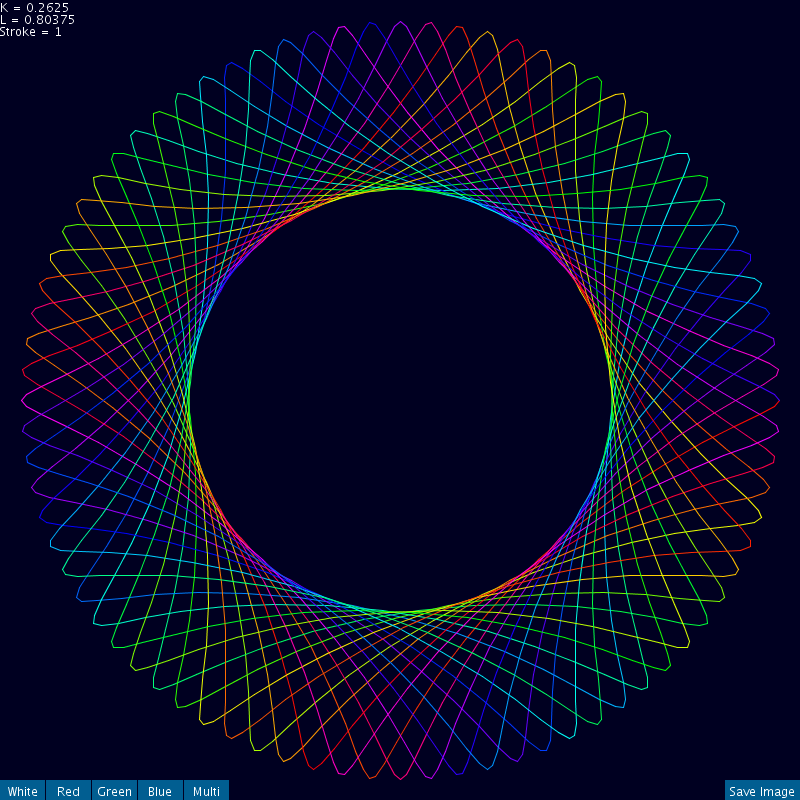 K = 0.2625
L = 0.80375
Stroke = 1
White Red Green Blue Multi Save Image